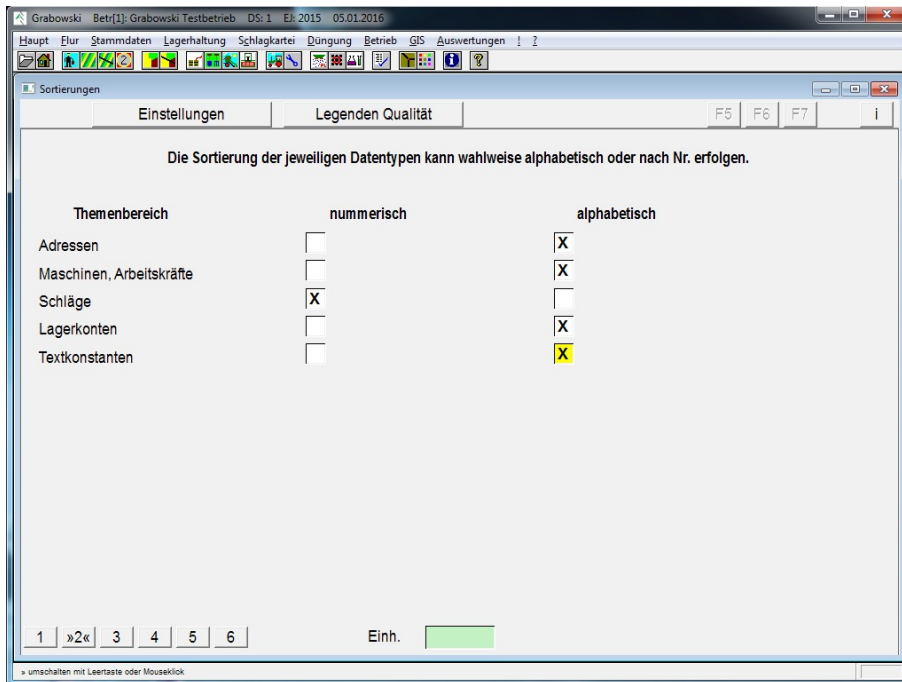 Grabowski Betr[1]: Grabowski Testbetrieb DS: 1 EJ: 2015 05.01.2016
Haupt Flur Stammdaten Lagerhaltung Schlagkartei Düngung Betrieb GIS Auswertungen ! ?
Sortierungen
Einstellungen Legenden Qualität F5 F6 F7 i
Die Sortierung der jeweiligen Datentypen kann wahlweise alphabetisch oder nach Nr. erfolgen.
Themenbereich nummerisch alphabetisch
Adressen X
Maschinen, Arbeitskräfte X
Schläge X
Lagerkonten X
Textkonstanten X
1 »2« 3 4 5 6 Einh.
» umschalten mit Leertaste oder Mouseklick